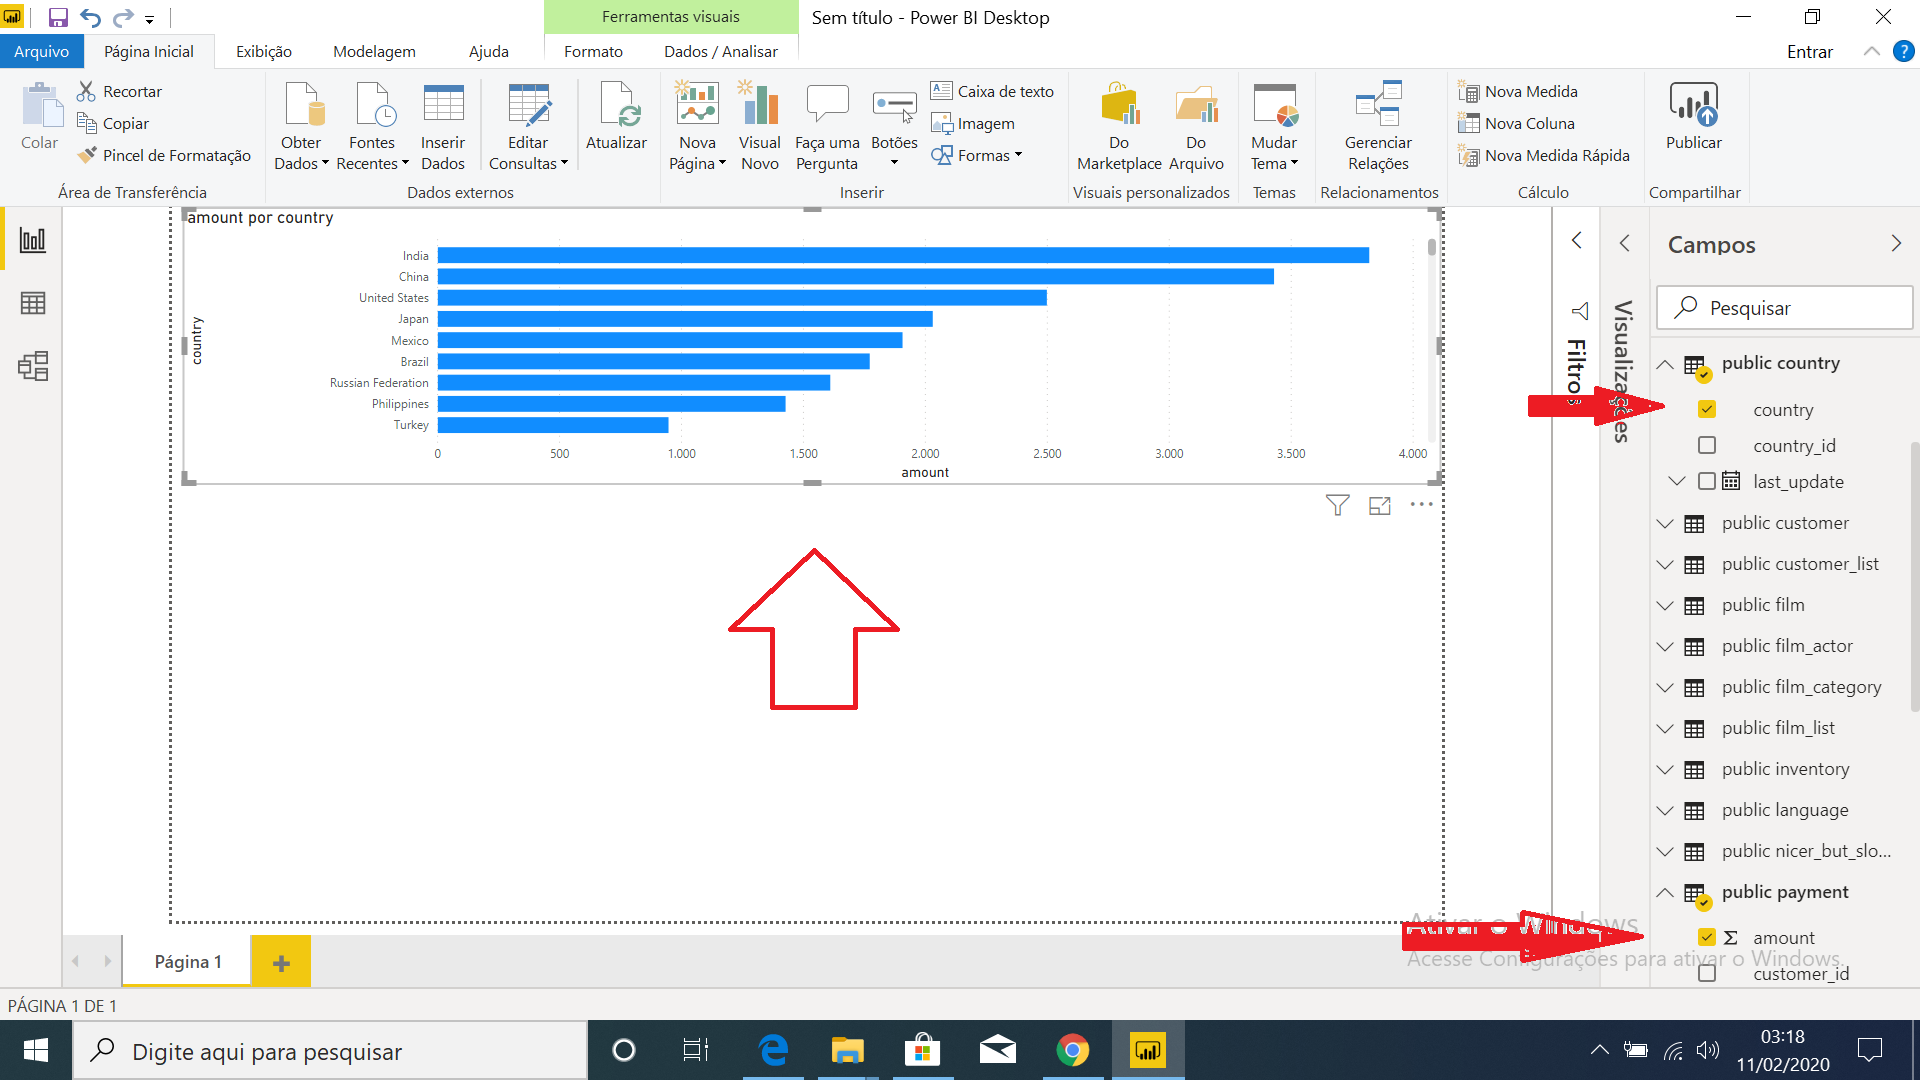 Ferramentas visuais
Sem título - Power BI Desktop
Arquivo
Página Inicial
Exibição
Modelagem
Ajuda
Formato
Dados / Analisar
Entrar
?
Colar
Recortar
Copiar
Pincel de Formatação
Área de Transferência
Obter Dados
Fontes Recentes
Inserir Dados
Editar Consultas
Atualizar
Dados externos
Nova Página
Visual Novo
Faça uma Pergunta
Botões
Caixa de texto
Imagem
Formas
Inserir
Do Marketplace
Do Arquivo
Visuais personalizados
Mudar Tema
Temas
Gerenciar Relações
Relacionamentos
Nova Medida
Nova Coluna
Nova Medida Rápida
Cálculo
Publicar
Compartilhar
amount por country
country
India
China
United States
Japan
Mexico
Brazil
Russian Federation
Philippines
Turkey
0
500
1.000
1.500
2.000
2.500
3.000
3.500
4.000
amount
Filtros
Visualizações
Campos
Pesquisar
public country
country
country_id
last_update
public customer
public customer_list
public film
public film_actor
public film_category
public film_list
public inventory
public language
public nicer_but_slo...
public payment
Σ amount
customer_id
Ativar o Windows
Acesse Configurações para ativar o Windows.
Página 1
PÁGINA 1 DE 1
Digite aqui para pesquisar
03:18
11/02/2020